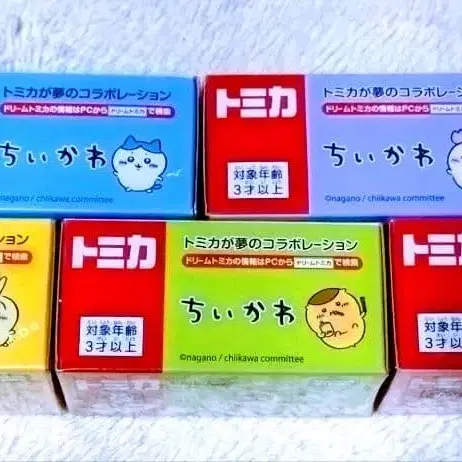 トミカが夢のコラボレーション
ドリームトミカの情報はPCから ドリームトミカ で検索
ちいかわ
©nagano / chiikawa committee
トミカ
対象年齢
3才以上
トミカが夢のコラボレーション
ドリームトミカの情報はPCから
ちいかわ
©nagano / chiikawa committee
ション
で検索
トミカ
対象年齢
3才以上
トミカが夢のコラボレーション
ドリームトミカの情報はPCから ドリームトミカ で検索
ちいかわ
©nagano / chiikawa committee
トミ
対象年
3才以